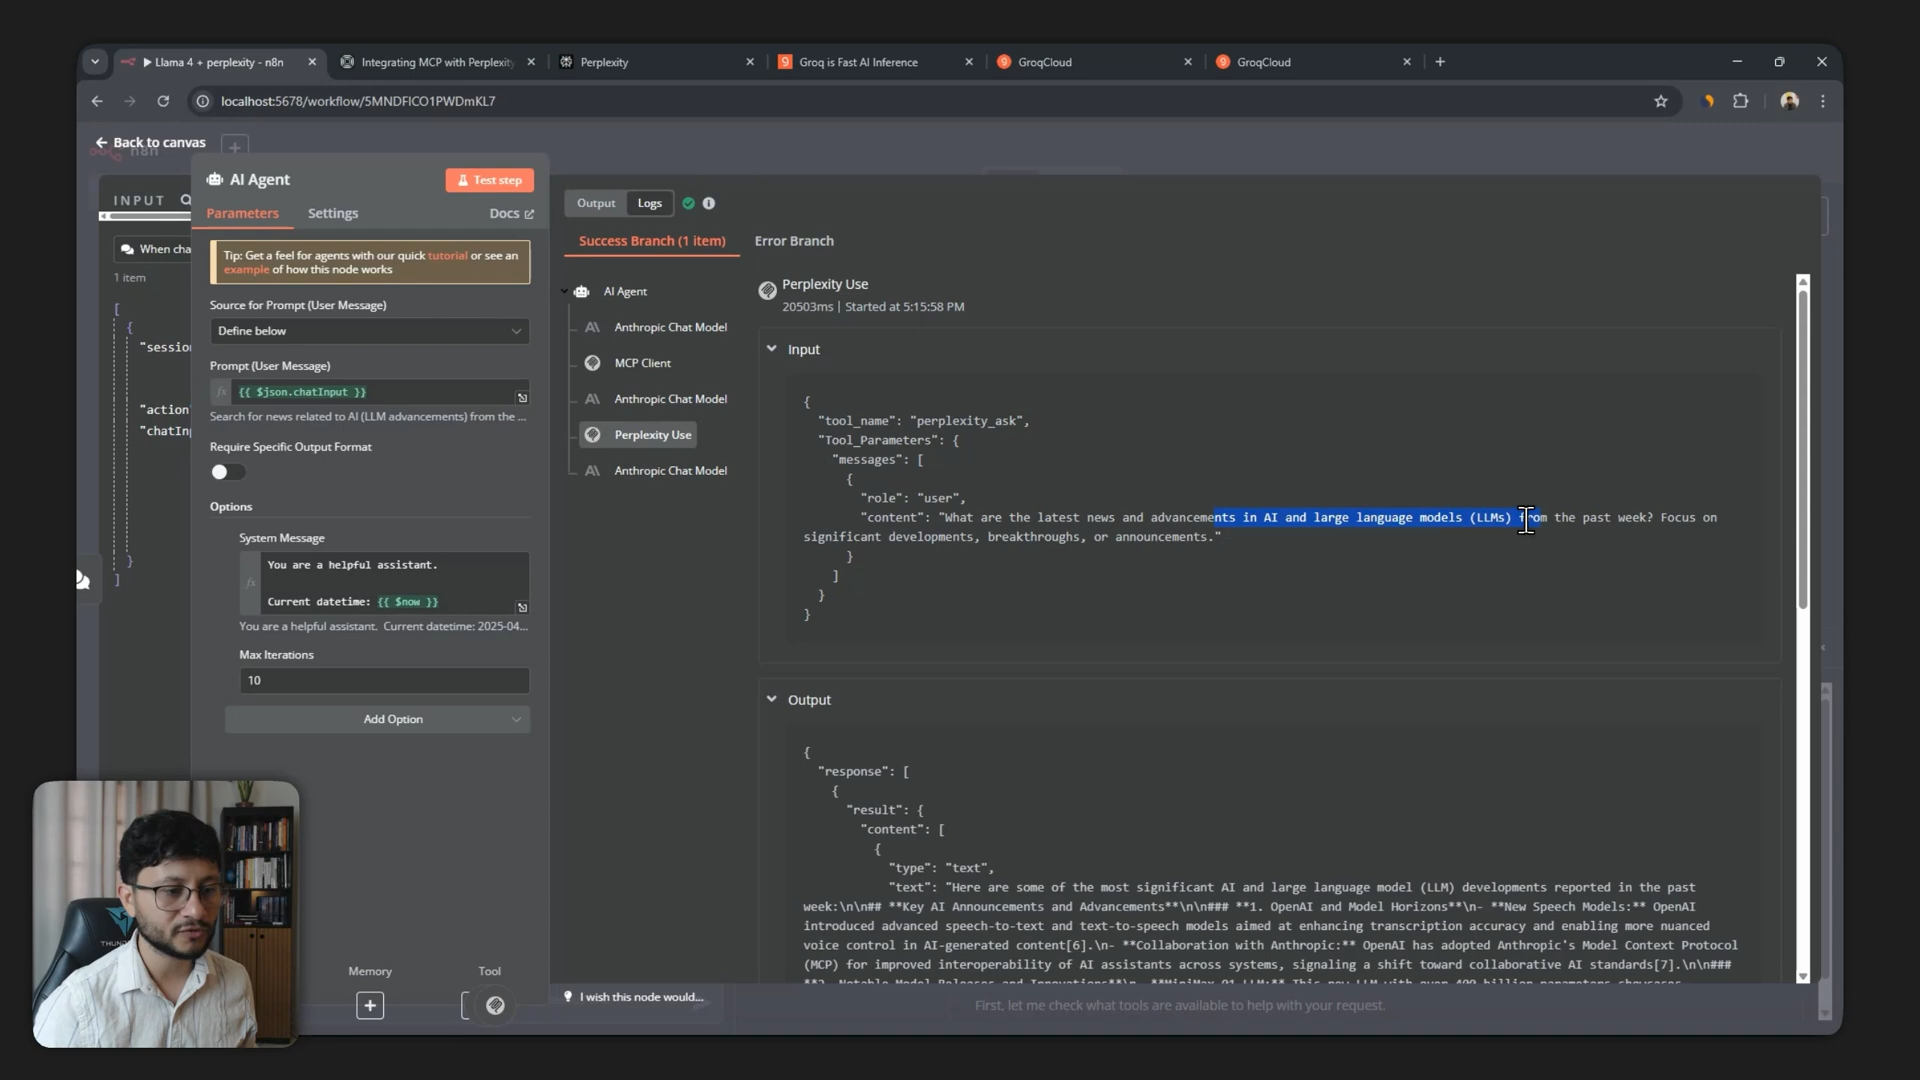 Llama 4 + perplexity - n8n
Integrating MCP with Perplexity
Perplexity
Groq is Fast AI Inference
GroqCloud
GroqCloud
localhost:5678/workflow/5MNDFICO1PWDmKL7
Back to canvas
n8n
INPUT
When cha
1 item
[
{
"session
"action"
"chatInp
}
]
AI Agent
Test step
Parameters
Settings
Docs
Tip: Get a feel for agents with our quick tutorial or see an
example of how this node works
Source for Prompt (User Message)
Define below
Prompt (User Message)
fx {{ $json.chatInput }}
Search for news related to AI (LLM advancements) from the ...
Require Specific Output Format
Options
System Message
You are a helpful assistant.
fx
Current datetime: {{ $now }}
You are a helpful assistant. Current datetime: 2025-04...
Max Iterations
10
Add Option
Memory
Tool
I wish this node would...
Output
Logs
Success Branch (1 item)
Error Branch
AI Agent
Anthropic Chat Model
MCP Client
Anthropic Chat Model
Perplexity Use
Anthropic Chat Model
Perplexity Use
20503ms | Started at 5:15:58 PM
Input
{
"tool_name": "perplexity_ask",
"Tool_Parameters": {
"messages": [
{
"role": "user",
"content": "What are the latest news and advancements in AI and large language models (LLMs) from the past week? Focus on
significant developments, breakthroughs, or announcements."
}
]
}
}
Output
{
"response": [
{
"result": {
"content": [
{
"type": "text",
"text": "Here are some of the most significant AI and large language model (LLM) developments reported in the past
week:\n\n## **Key AI Announcements and Advancements**\n\n### **1. OpenAI and Model Horizons**\n- **New Speech Models:** OpenAI
introduced advanced speech-to-text and text-to-speech models aimed at enhancing transcription accuracy and enabling more nuanced
voice control in AI-generated content[6].\n- **Collaboration with Anthropic:** OpenAI has adopted Anthropic's Model Context Protocol
(MCP) for improved interoperability of AI assistants across systems, signaling a shift toward collaborative AI standards[7].\n\n###
First, let me check what tools are available to help with your request.
THUND